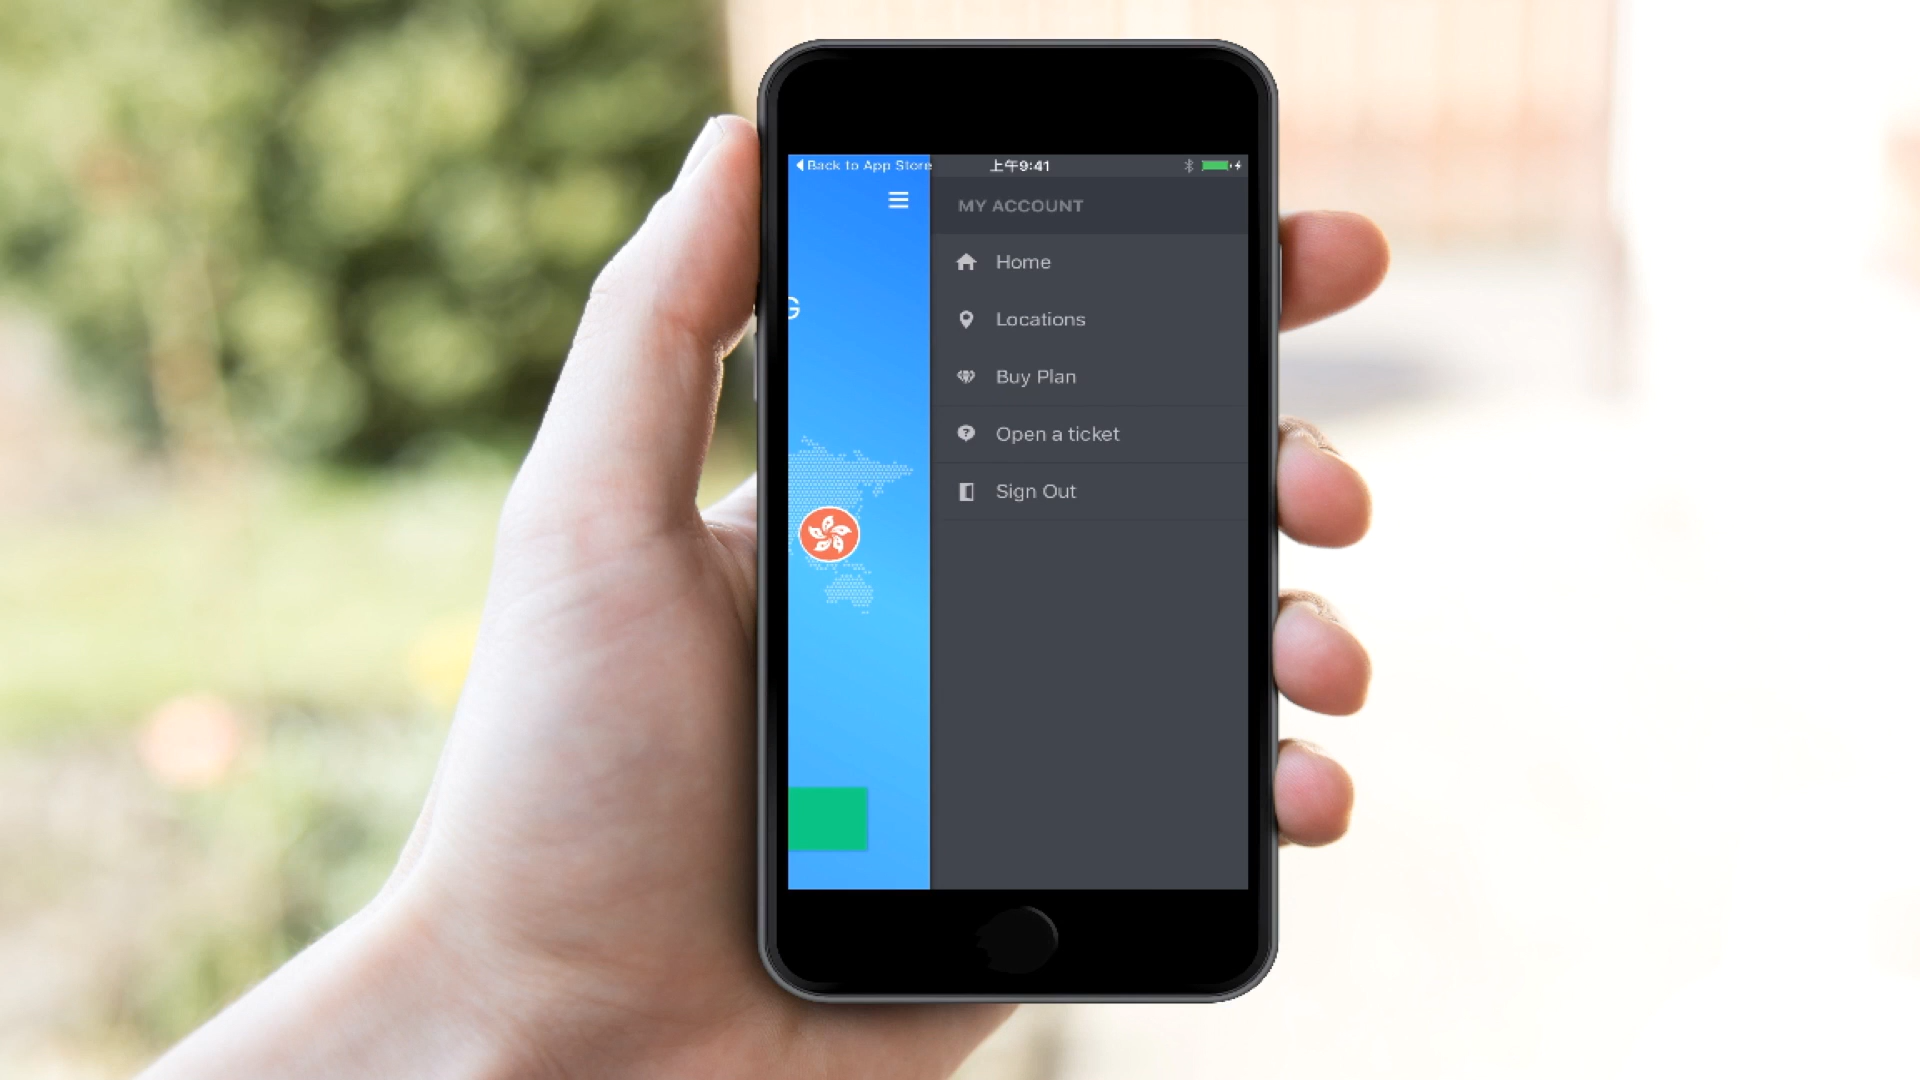 Back to App Store
上午9:41
MY ACCOUNT
G
Home
Locations
Buy Plan
Open a ticket
Sign Out